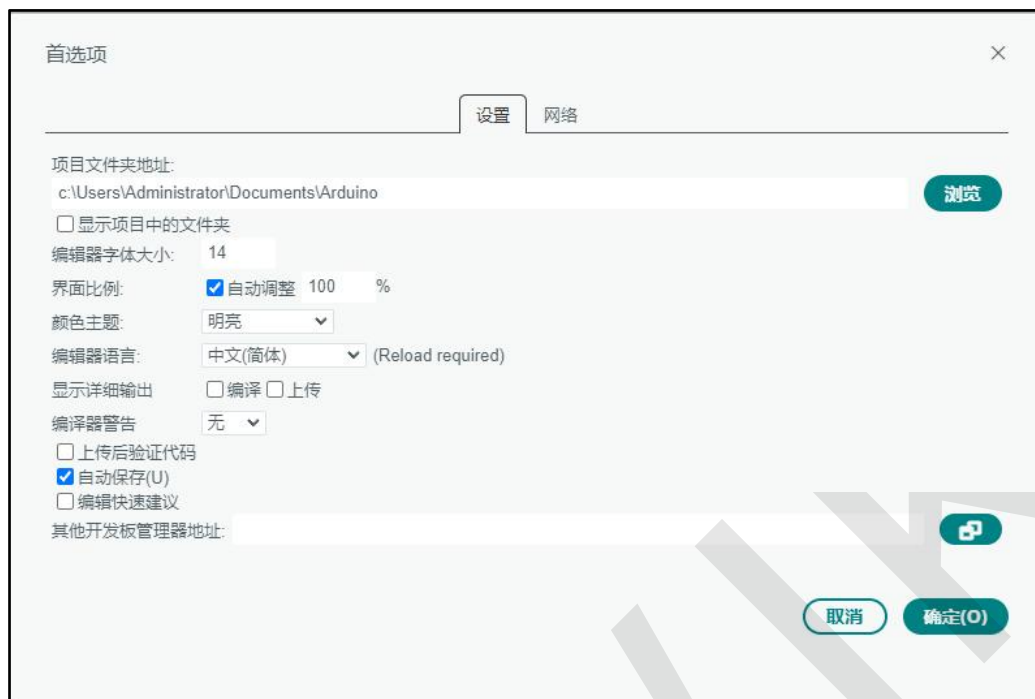 首选项
设置 网络
项目文件夹地址:
c:\Users\Administrator\Documents\Arduino 浏览
显示项目中的文件夹
编辑器字体大小: 14
界面比例: 自动调整 100 %
颜色主题: 明亮
编辑器语言: 中文(简体) (Reload required)
显示详细输出 编译 上传
编译器警告 无
上传后验证代码
自动保存(U)
编辑快速建议
其他开发板管理器地址:
取消 确定(O)